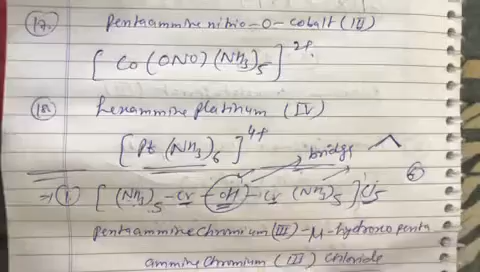 (17.) pentaammine nitrio-O-cobalt (III)
[Co(ONO)(NH3)5]2+
(18) hexammine platinum (IV)
[Pt(NH3)6]4+
bridge
⇒ (1) [(NH3)5-Cr-(OH)-Cr(NH3)5]Cl5
pentaamminechromium(III)-μ-hydroxo penta
amminechromium (III) chloride